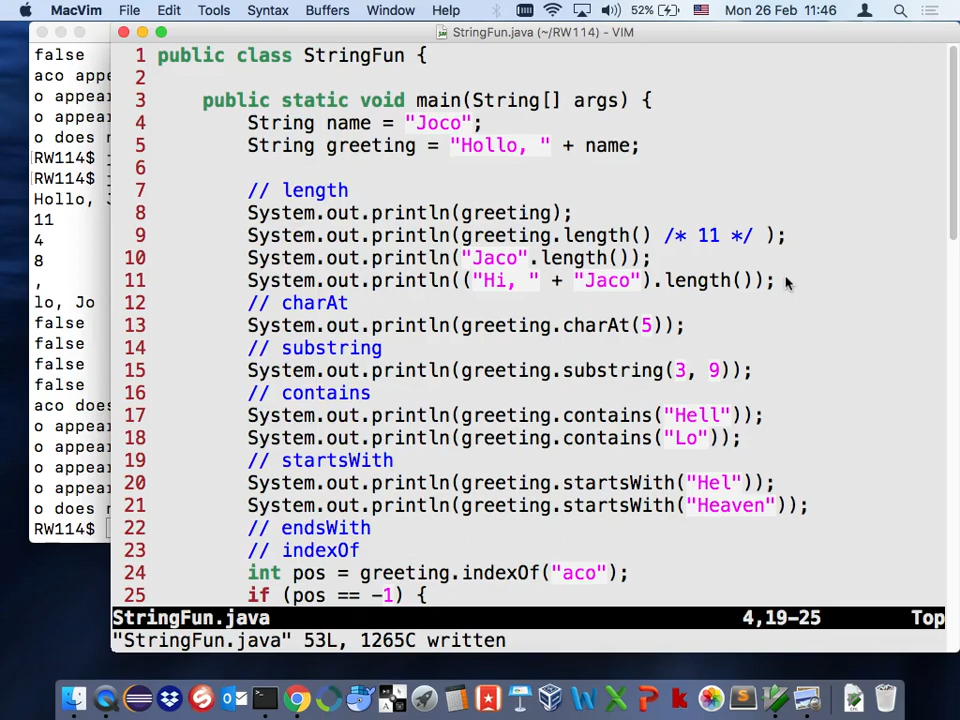 MacVim File Edit Tools Syntax Buffers Window Help 52% Mon 26 Feb 11:46
StringFun.java (~/RW114) - VIM
false
aco appe
o appear
o appear
o does n
RW114$
RW114$
Hollo, J
11
4
8
,
lo, Jo
false
false
false
false
aco does
o appear
o appear
o appear
o appear
o does n
RW114$
1 public class StringFun {
2
3 public static void main(String[] args) {
4 String name = "Joco";
5 String greeting = "Hollo, " + name;
6
7 // length
8 System.out.println(greeting);
9 System.out.println(greeting.length() /* 11 */ );
10 System.out.println("Jaco".length());
11 System.out.println(("Hi, " + "Jaco").length());
12 // charAt
13 System.out.println(greeting.charAt(5));
14 // substring
15 System.out.println(greeting.substring(3, 9));
16 // contains
17 System.out.println(greeting.contains("Hell"));
18 System.out.println(greeting.contains("Lo"));
19 // startsWith
20 System.out.println(greeting.startsWith("Hel"));
21 System.out.println(greeting.startsWith("Heaven"));
22 // endsWith
23 // indexOf
24 int pos = greeting.indexOf("aco");
25 if (pos == -1) {
StringFun.java 4,19-25 Top
"StringFun.java" 53L, 1265C written